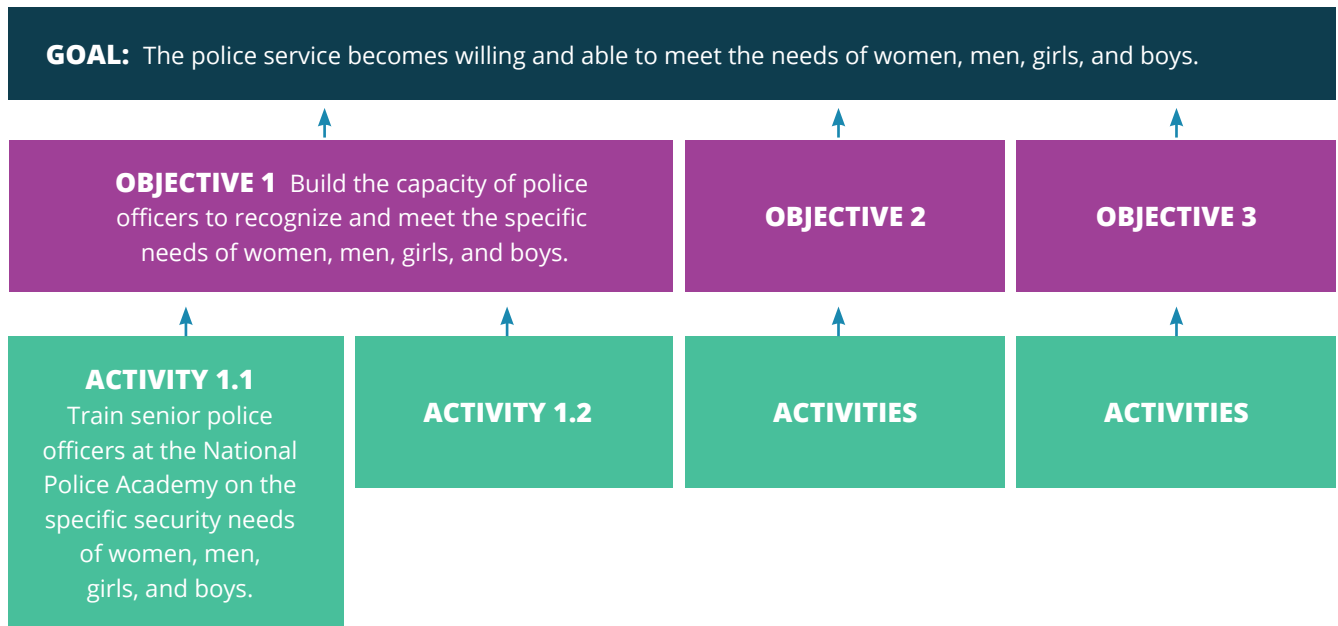 GOAL: The police service becomes willing and able to meet the needs of women, men, girls, and boys.
OBJECTIVE 1 Build the capacity of police
officers to recognize and meet the specific
needs of women, men, girls, and boys.
OBJECTIVE 2
OBJECTIVE 3
ACTIVITY 1.1
Train senior police
officers at the National
Police Academy on the
specific security needs
of women, men,
girls, and boys.
ACTIVITY 1.2
ACTIVITIES
ACTIVITIES